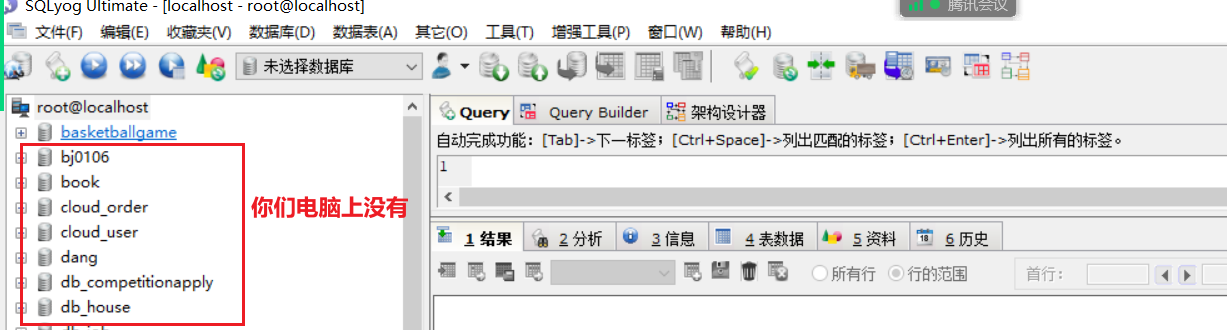 SQLyog Ultimate - [localhost - root@localhost]
腾讯会议
文件(F) 编辑(E) 收藏夹(V) 数据库(D) 数据表(A) 其它(O) 工具(T) 增强工具(P) 窗口(W) 帮助(H)
未选择数据库
root@localhost
basketballgame
bj0106
book
cloud_order
cloud_user
dang
db_competitionapply
db_house
你们电脑上没有
Query Query Builder 架构设计器
自动完成功能: [Tab]->下一标签; [Ctrl+Space]->列出匹配的标签; [Ctrl+Enter]->列出所有的标签。
1
1 结果 2 分析 3 信息 4 表数据 5 资料 6 历史
所有行 行的范围 首行: